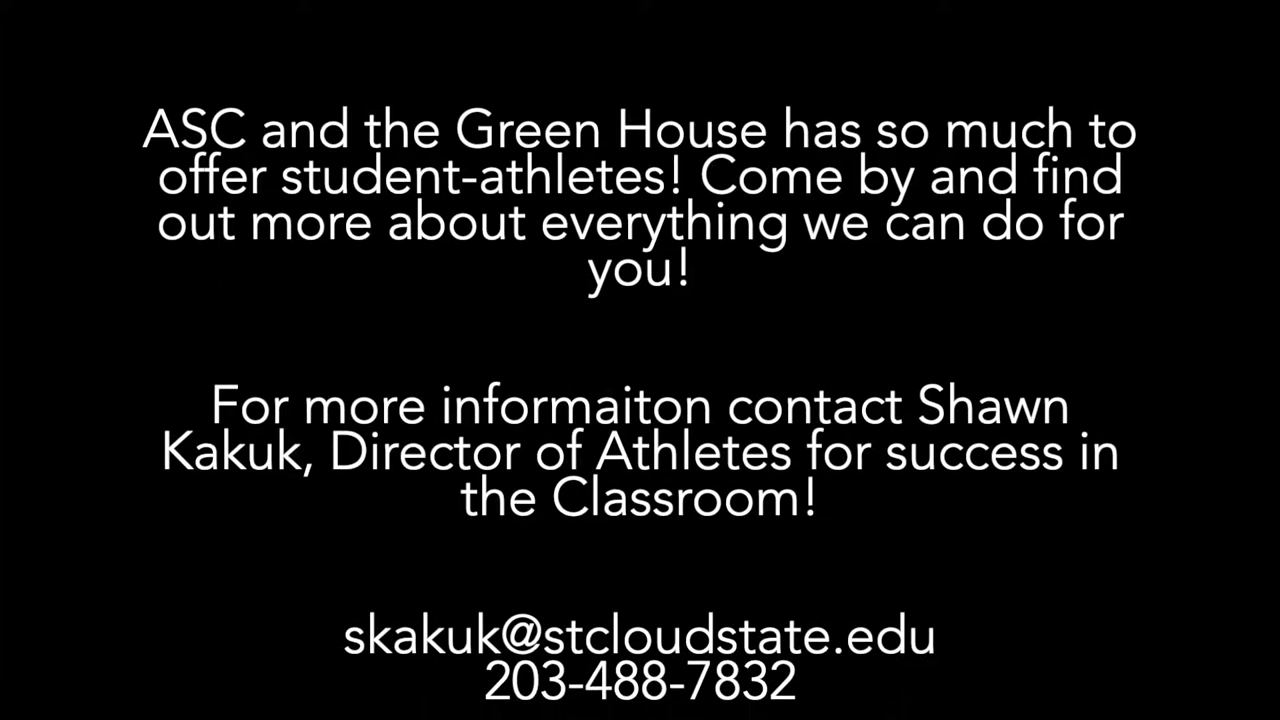 ASC and the Green House has so much to
offer student-athletes! Come by and find
out more about everything we can do for
you!
For more informaiton contact Shawn
Kakuk, Director of Athletes for success in
the Classroom!
skakuk@stcloudstate.edu
203-488-7832